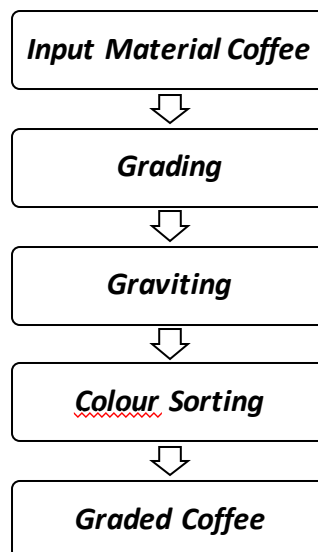 Input Material Coffee
Grading
Graviting
Colour Sorting
Graded Coffee